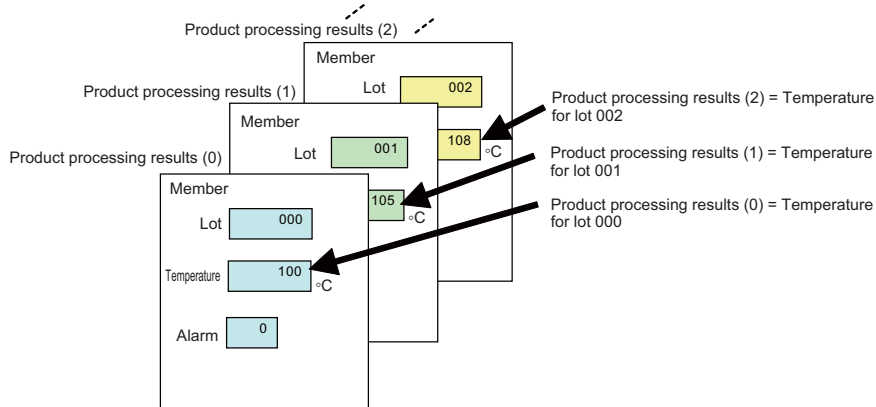 Product processing results (2)
Member
Lot 002
108 °C
Product processing results (2) = Temperature
for lot 002
Product processing results (1)
Member
Lot 001
105 °C
Product processing results (1) = Temperature
for lot 001
Product processing results (0)
Member
Lot 000
Temperature 100 °C
Alarm 0
Product processing results (0) = Temperature
for lot 000